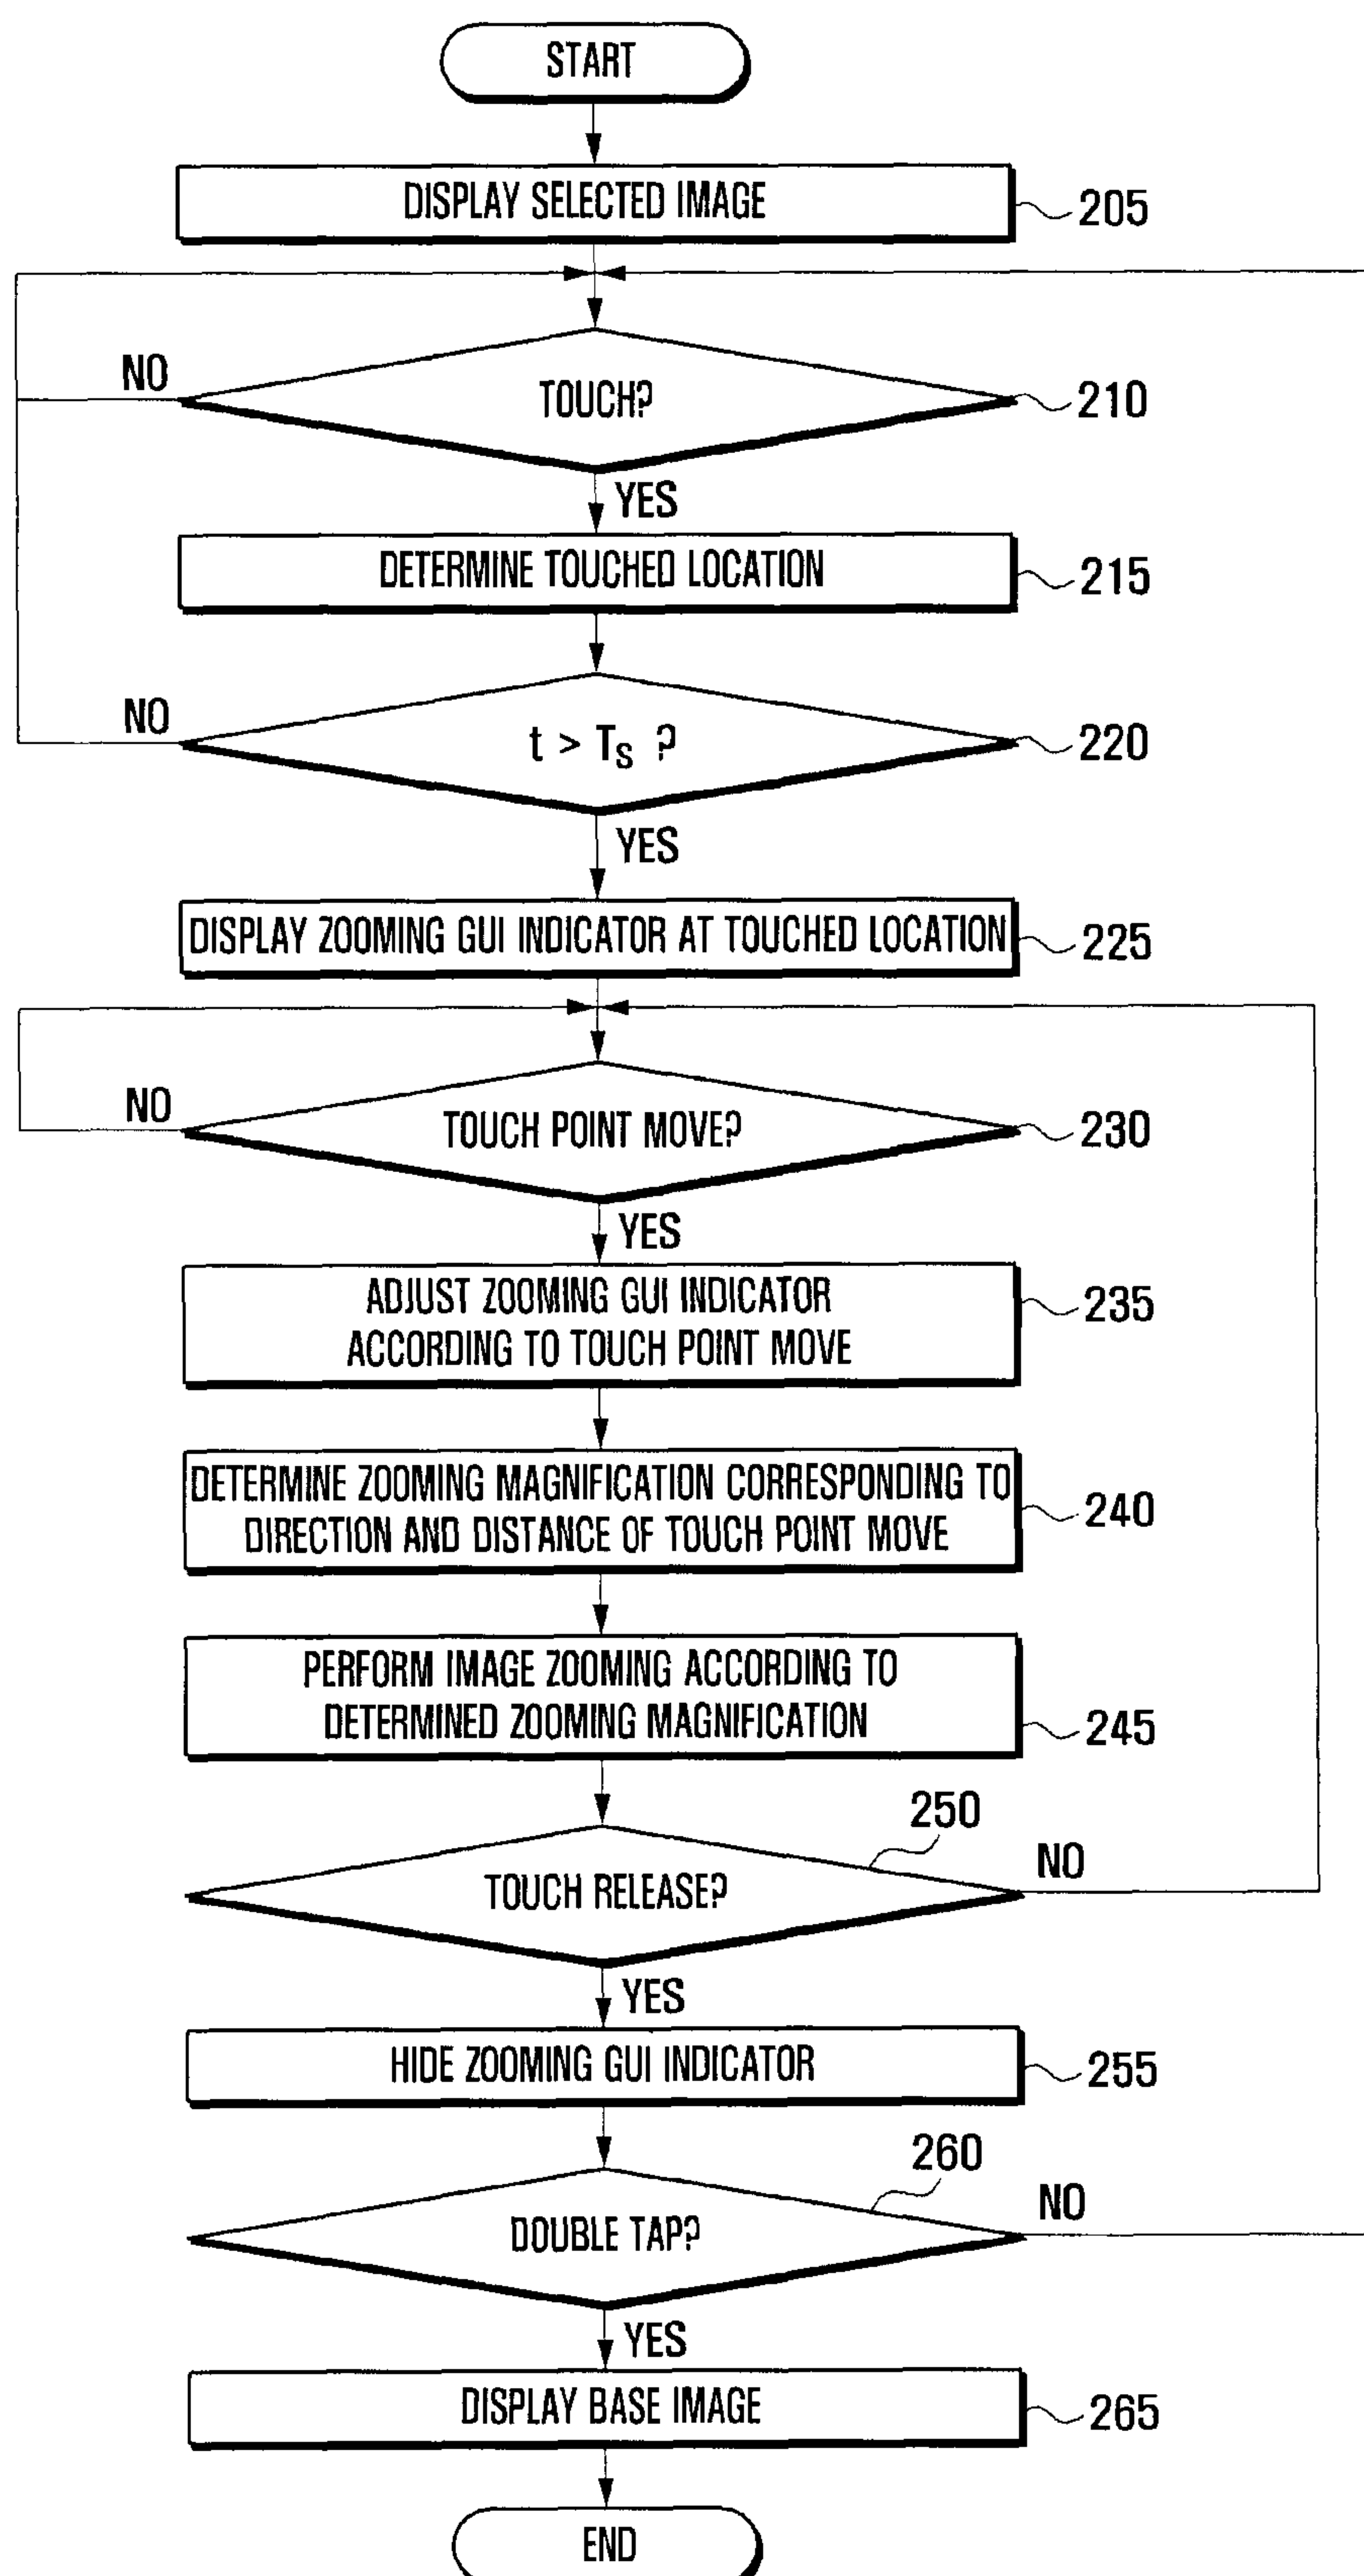 START
DISPLAY SELECTED IMAGE
205
NO
TOUCH?
210
YES
DETERMINE TOUCHED LOCATION
215
NO
t > TS ?
220
YES
DISPLAY ZOOMING GUI INDICATOR AT TOUCHED LOCATION
225
NO
TOUCH POINT MOVE?
230
YES
ADJUST ZOOMING GUI INDICATOR
ACCORDING TO TOUCH POINT MOVE
235
DETERMINE ZOOMING MAGNIFICATION CORRESPONDING TO
DIRECTION AND DISTANCE OF TOUCH POINT MOVE
240
PERFORM IMAGE ZOOMING ACCORDING TO
DETERMINED ZOOMING MAGNIFICATION
245
250
TOUCH RELEASE?
NO
YES
HIDE ZOOMING GUI INDICATOR
255
260
DOUBLE TAP?
NO
YES
DISPLAY BASE IMAGE
265
END